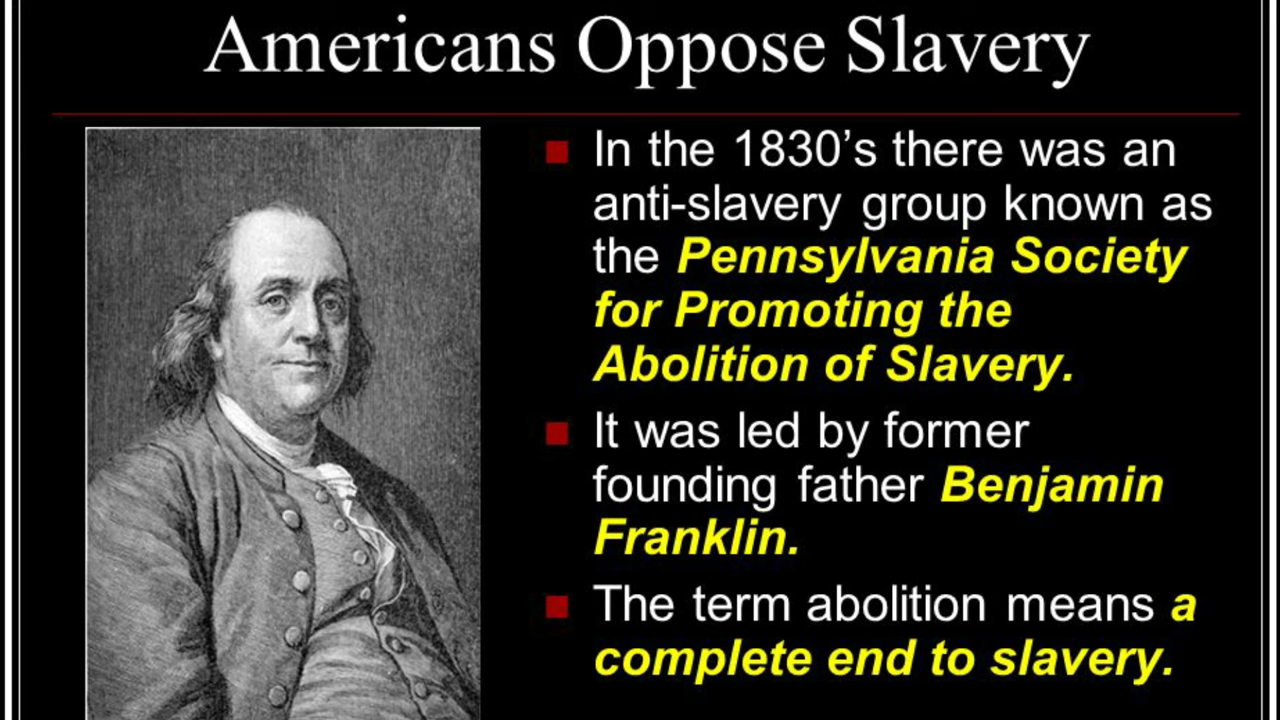 Americans Oppose Slavery
In the 1830’s there was an
anti-slavery group known as
the Pennsylvania Society
for Promoting the
Abolition of Slavery.
It was led by former
founding father Benjamin
Franklin.
The term abolition means a
complete end to slavery.